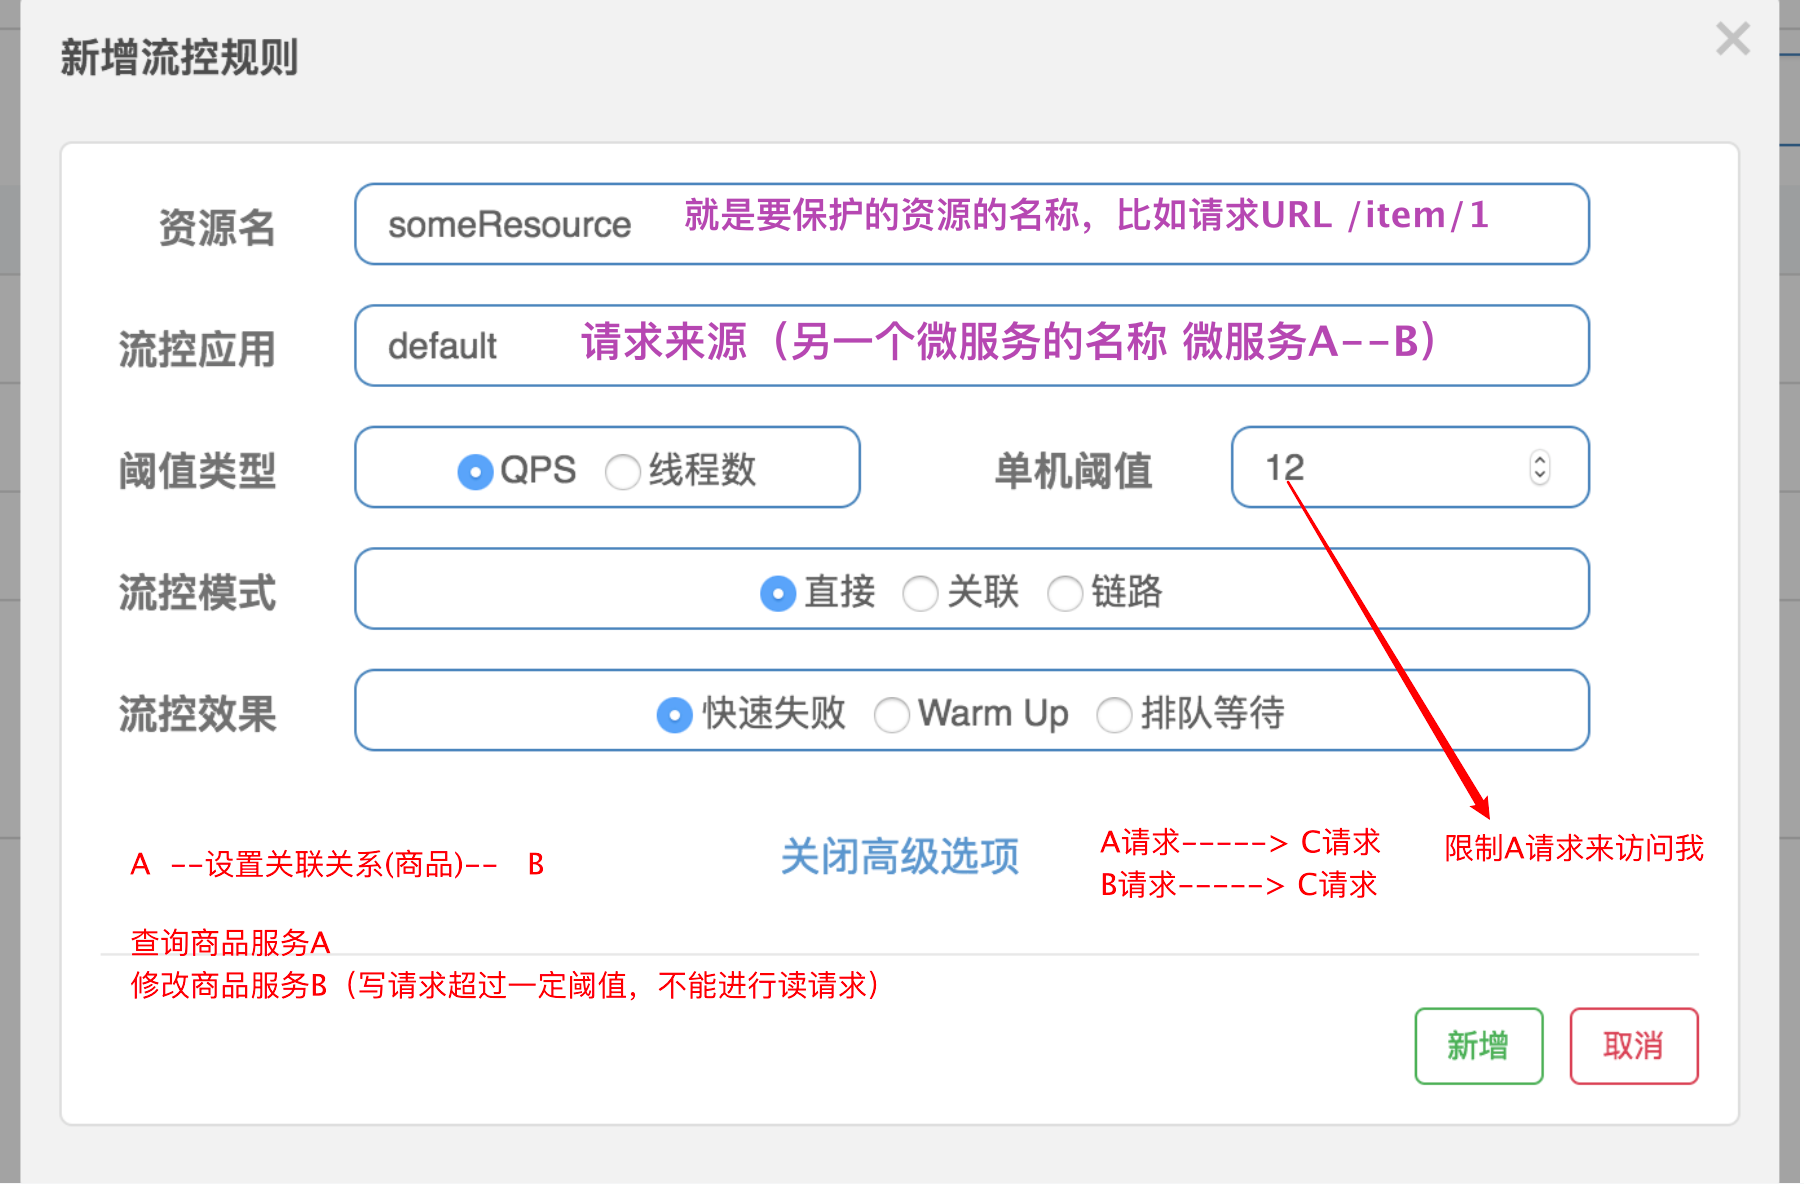 新增流控规则
×
资源名 someResource 就是要保护的资源的名称，比如请求URL /item/1
流控应用 default 请求来源（另一个微服务的名称 微服务A--B）
阈值类型 QPS 线程数 单机阈值 12
流控模式 直接 关联 链路
流控效果 快速失败 Warm Up 排队等待
A --设置关联关系(商品)-- B
关闭高级选项
A请求-----> C请求
B请求-----> C请求
限制A请求来访问我
查询商品服务A
修改商品服务B（写请求超过一定阈值，不能进行读请求）
新增 取消